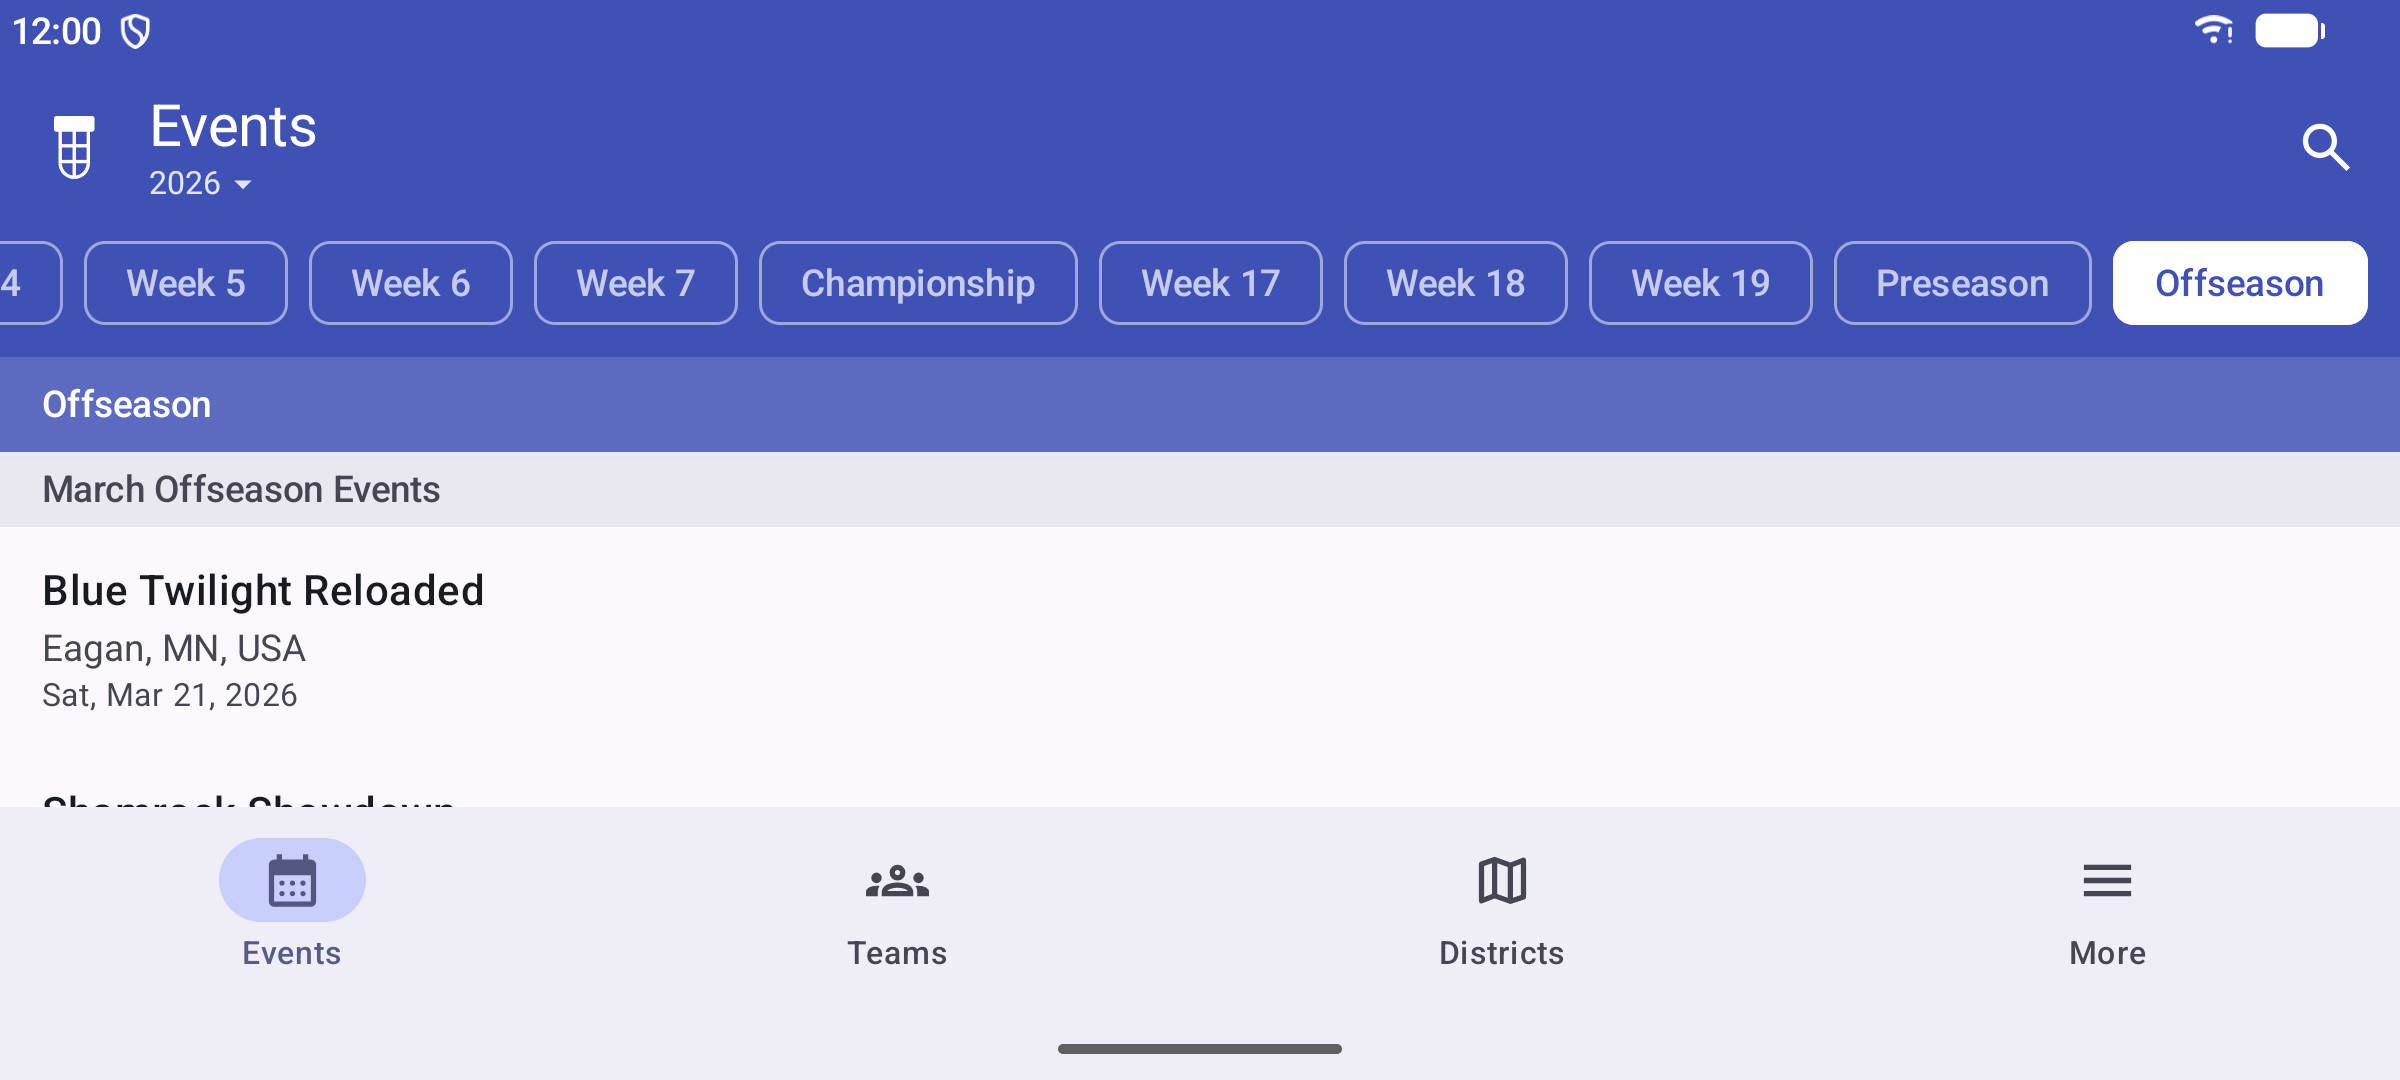 12:00
Events
2026
4
Week 5
Week 6
Week 7
Championship
Week 17
Week 18
Week 19
Preseason
Offseason
Offseason
March Offseason Events
Blue Twilight Reloaded
Eagan, MN, USA
Sat, Mar 21, 2026
Shamrock Showdown
Events
Teams
Districts
More